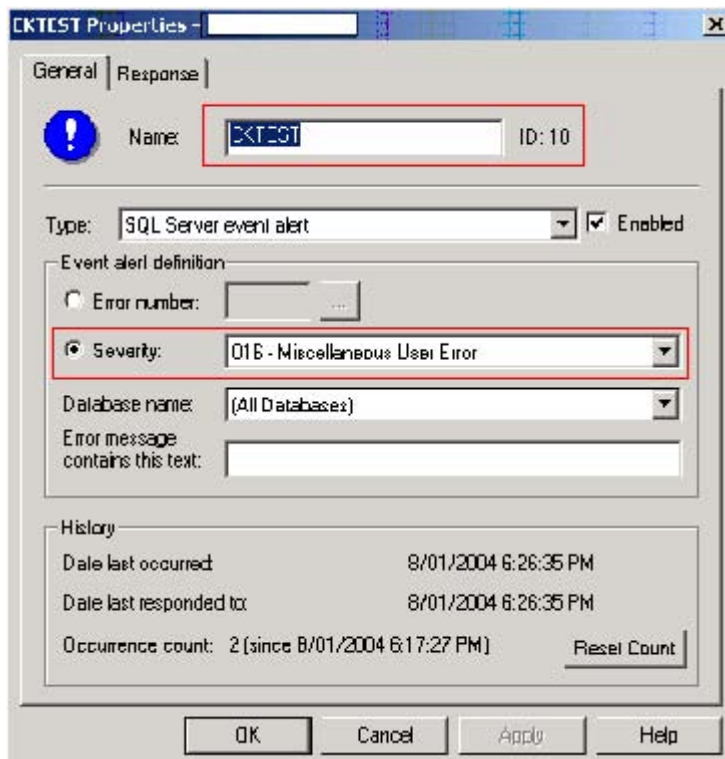 CKTEST Properties -
General Response
Name: CKTEST ID: 10
Type: SQL Server event alert Enabled
Event alert definition
Error number: ...
Severity: 016 - Miscellaneous User Error
Database name: (All Databases)
Error message
contains this text:
History
Date last occurred: 8/01/2004 6:26:35 PM
Date last responded to: 8/01/2004 6:26:35 PM
Occurrence count: 2 (since 8/01/2004 6:17:27 PM) Reset Count
OK Cancel Apply Help